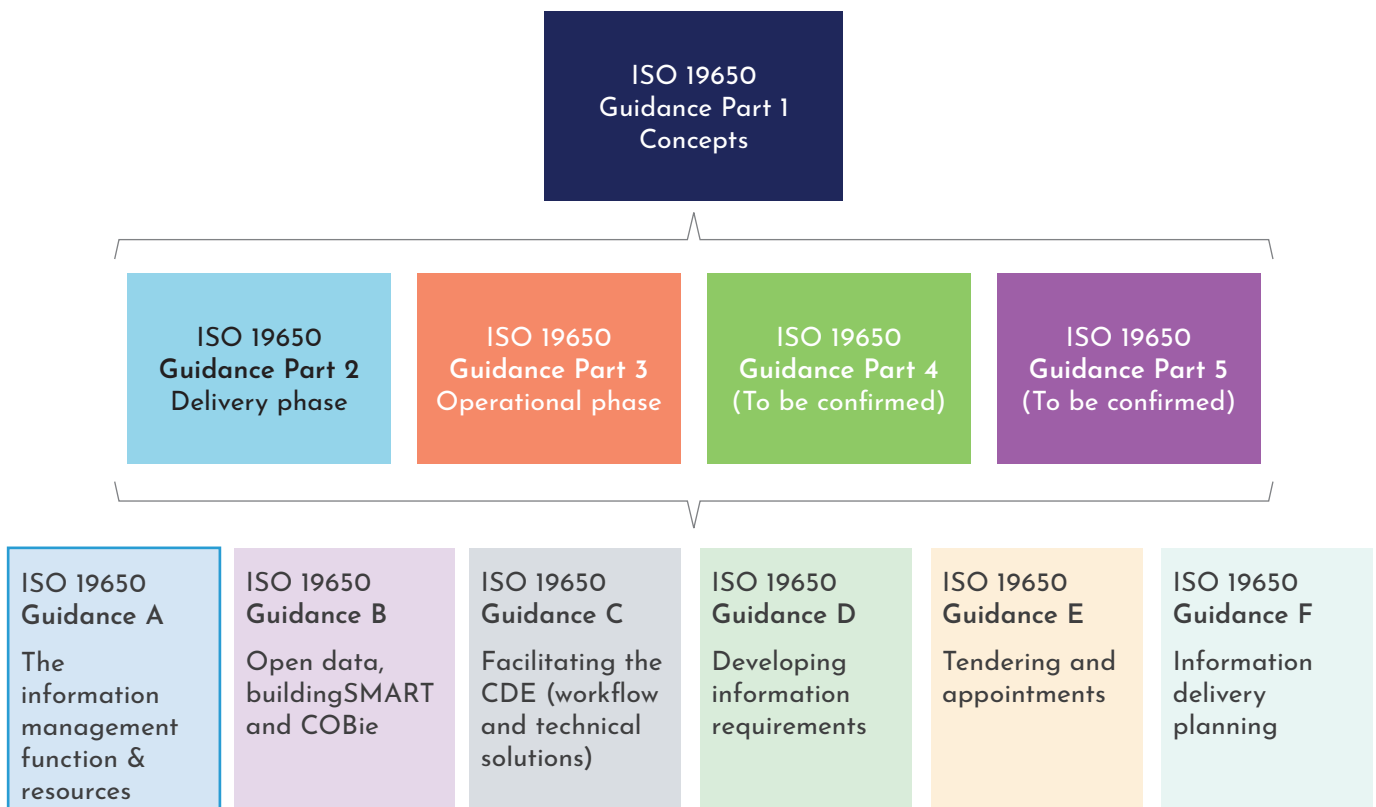 ISO 19650
Guidance Part 1
Concepts
ISO 19650
Guidance Part 2
Delivery phase
ISO 19650
Guidance Part 3
Operational phase
ISO 19650
Guidance Part 4
(To be confirmed)
ISO 19650
Guidance Part 5
(To be confirmed)
ISO 19650
Guidance A
The
information
management
function &
resources
ISO 19650
Guidance B
Open data,
buildingSMART
and COBie
ISO 19650
Guidance C
Facilitating the
CDE (workflow
and technical
solutions)
ISO 19650
Guidance D
Developing
information
requirements
ISO 19650
Guidance E
Tendering and
appointments
ISO 19650
Guidance F
Information
delivery
planning